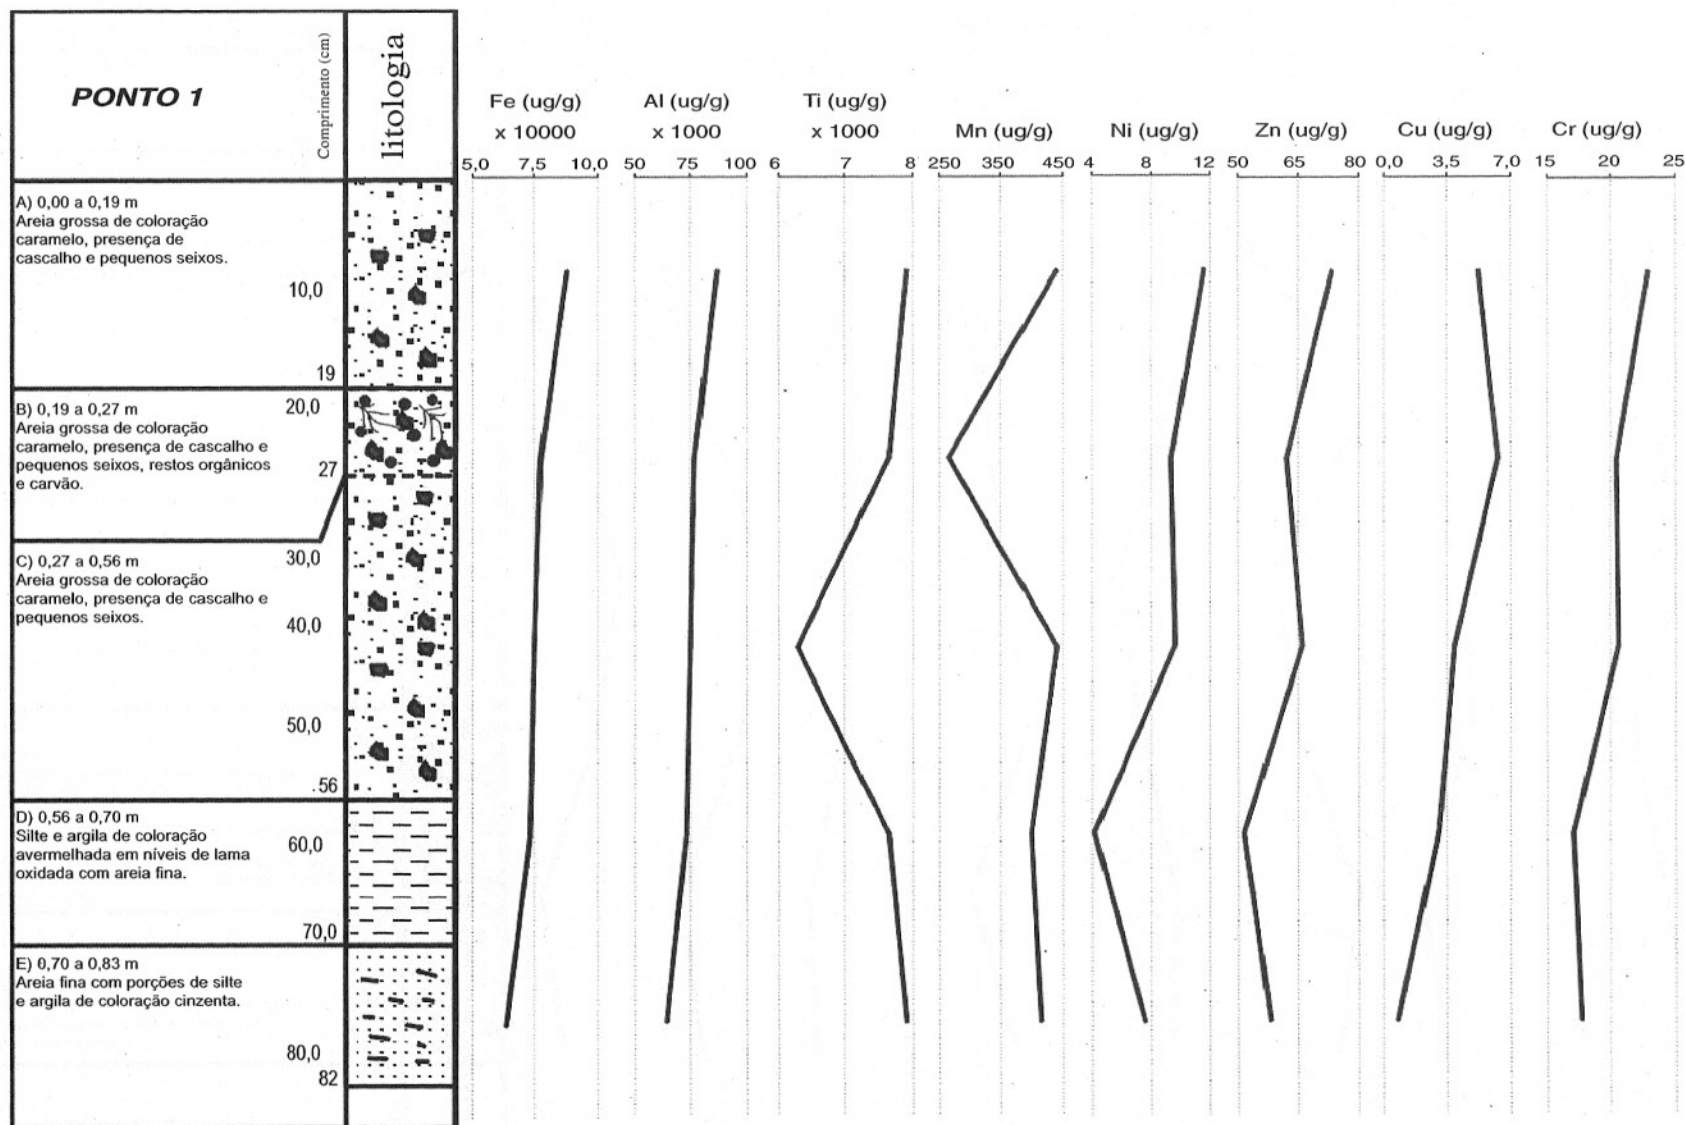 PONTO 1
Comprimento (cm)
litologia
Fe (ug/g)
x 10000
5,0 7,5 10,0
Al (ug/g)
x 1000
50 75 100
Ti (ug/g)
x 1000
6 7 8
Mn (ug/g)
250 350 450
Ni (ug/g)
4 8 12
Zn (ug/g)
50 65 80
Cu (ug/g)
0,0 3,5 7,0
Cr (ug/g)
15 20 25
A) 0,00 a 0,19 m
Areia grossa de coloração
caramelo, presença de
cascalho e pequenos seixos.
10,0
19
B) 0,19 a 0,27 m
Areia grossa de coloração
caramelo, presença de cascalho e
pequenos seixos, restos orgânicos
e carvão.
20,0
27
C) 0,27 a 0,56 m
Areia grossa de coloração
caramelo, presença de cascalho e
pequenos seixos.
30,0
40,0
50,0
56
D) 0,56 a 0,70 m
Silte e argila de coloração
avermelhada em níveis de lama
oxidada com areia fina.
60,0
70,0
E) 0,70 a 0,83 m
Areia fina com porções de silte
e argila de coloração cinzenta.
80,0
82